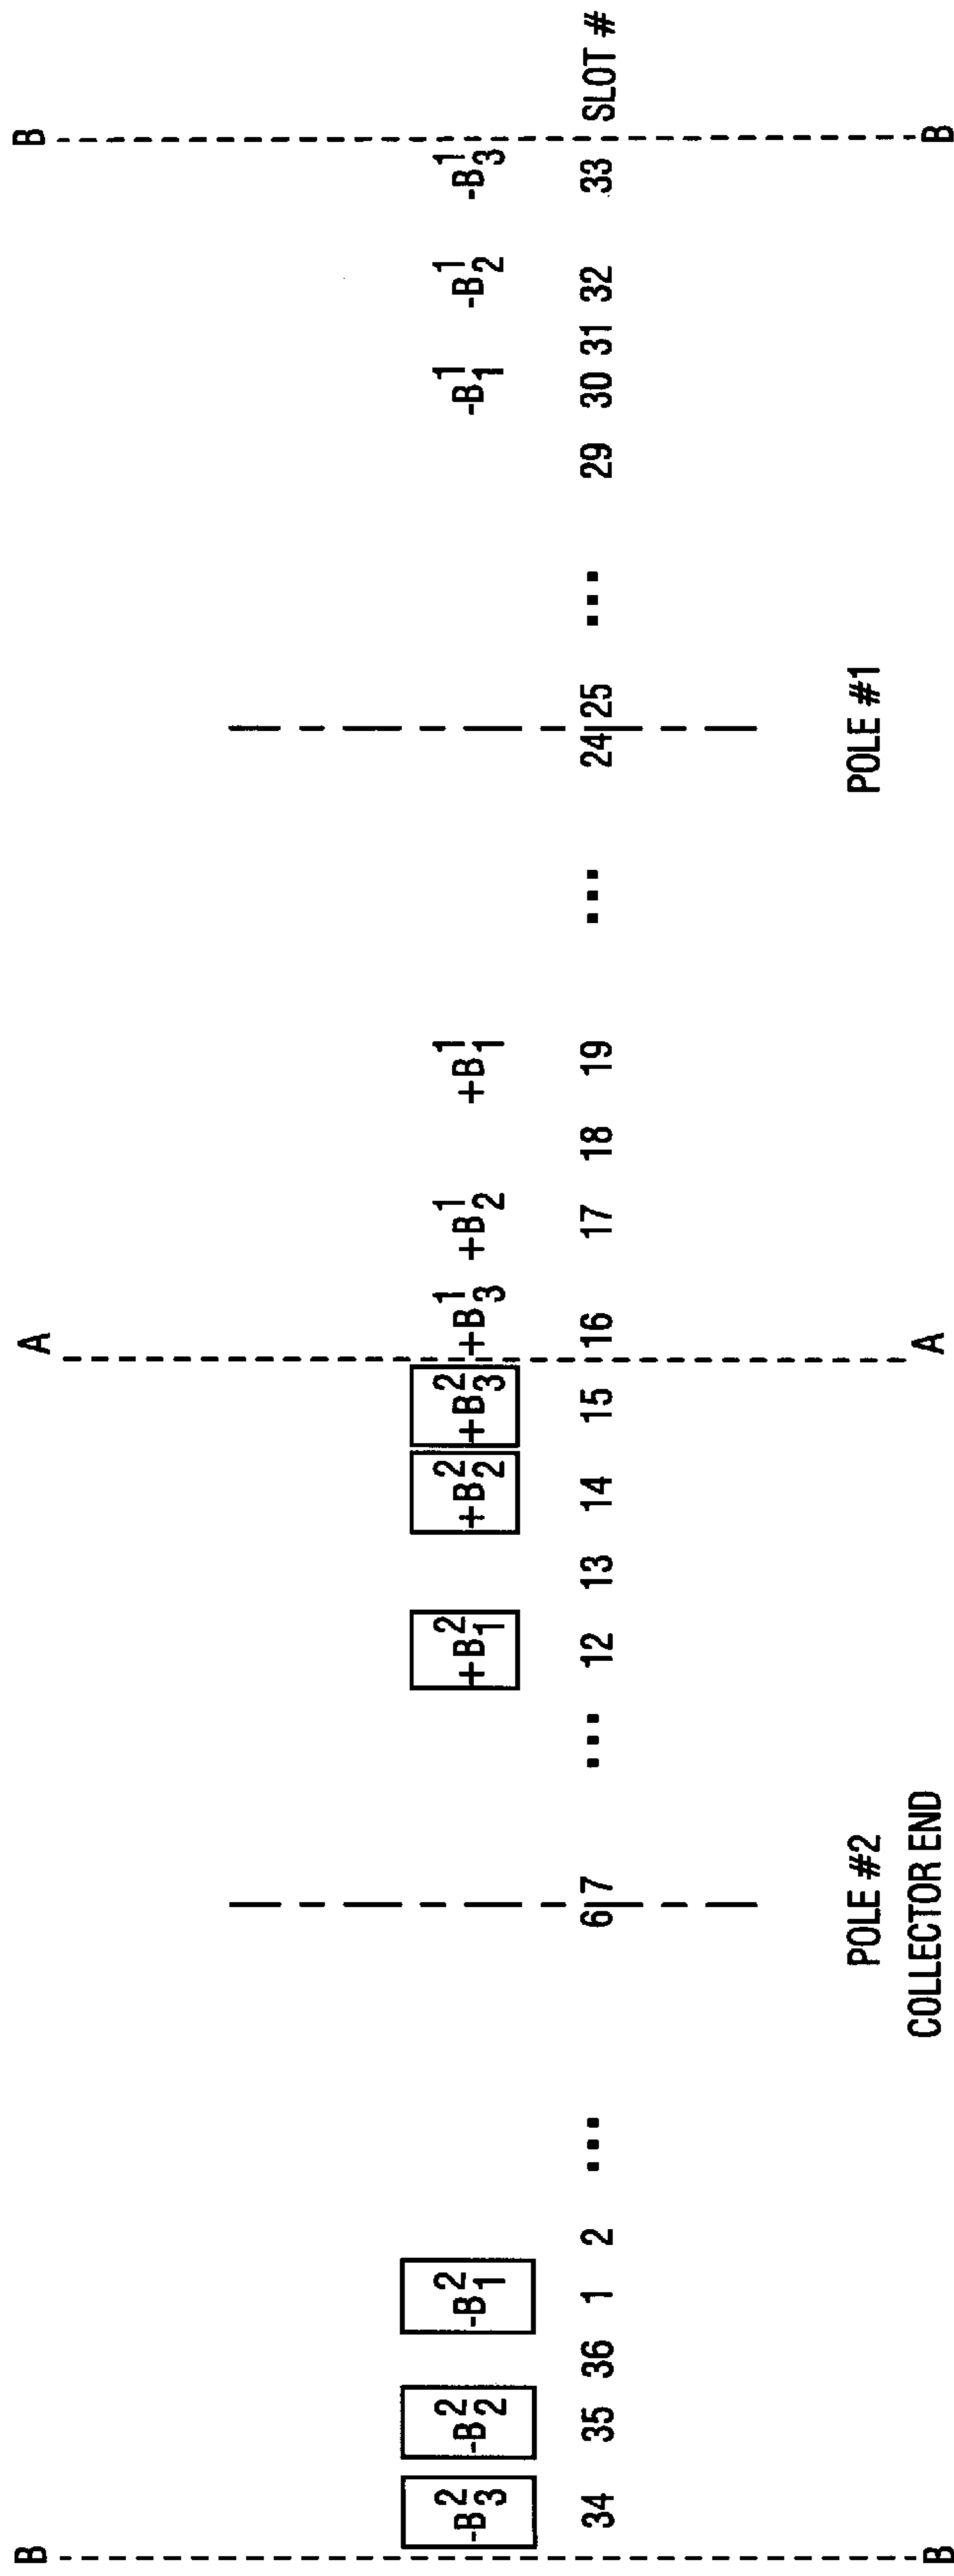 B A B
-B₃² -B₂² -B₁² +B₁² +B₂² +B₃² +B₃¹ +B₂¹ +B₁¹ -B₁¹ -B₂¹ -B₃¹
34 35 36 1 2 ... 6 7 ... 12 13 14 15 16 17 18 19 ... 24 25 ... 29 30 31 32 33 SLOT #
POLE #2 POLE #1
COLLECTOR END
B A B